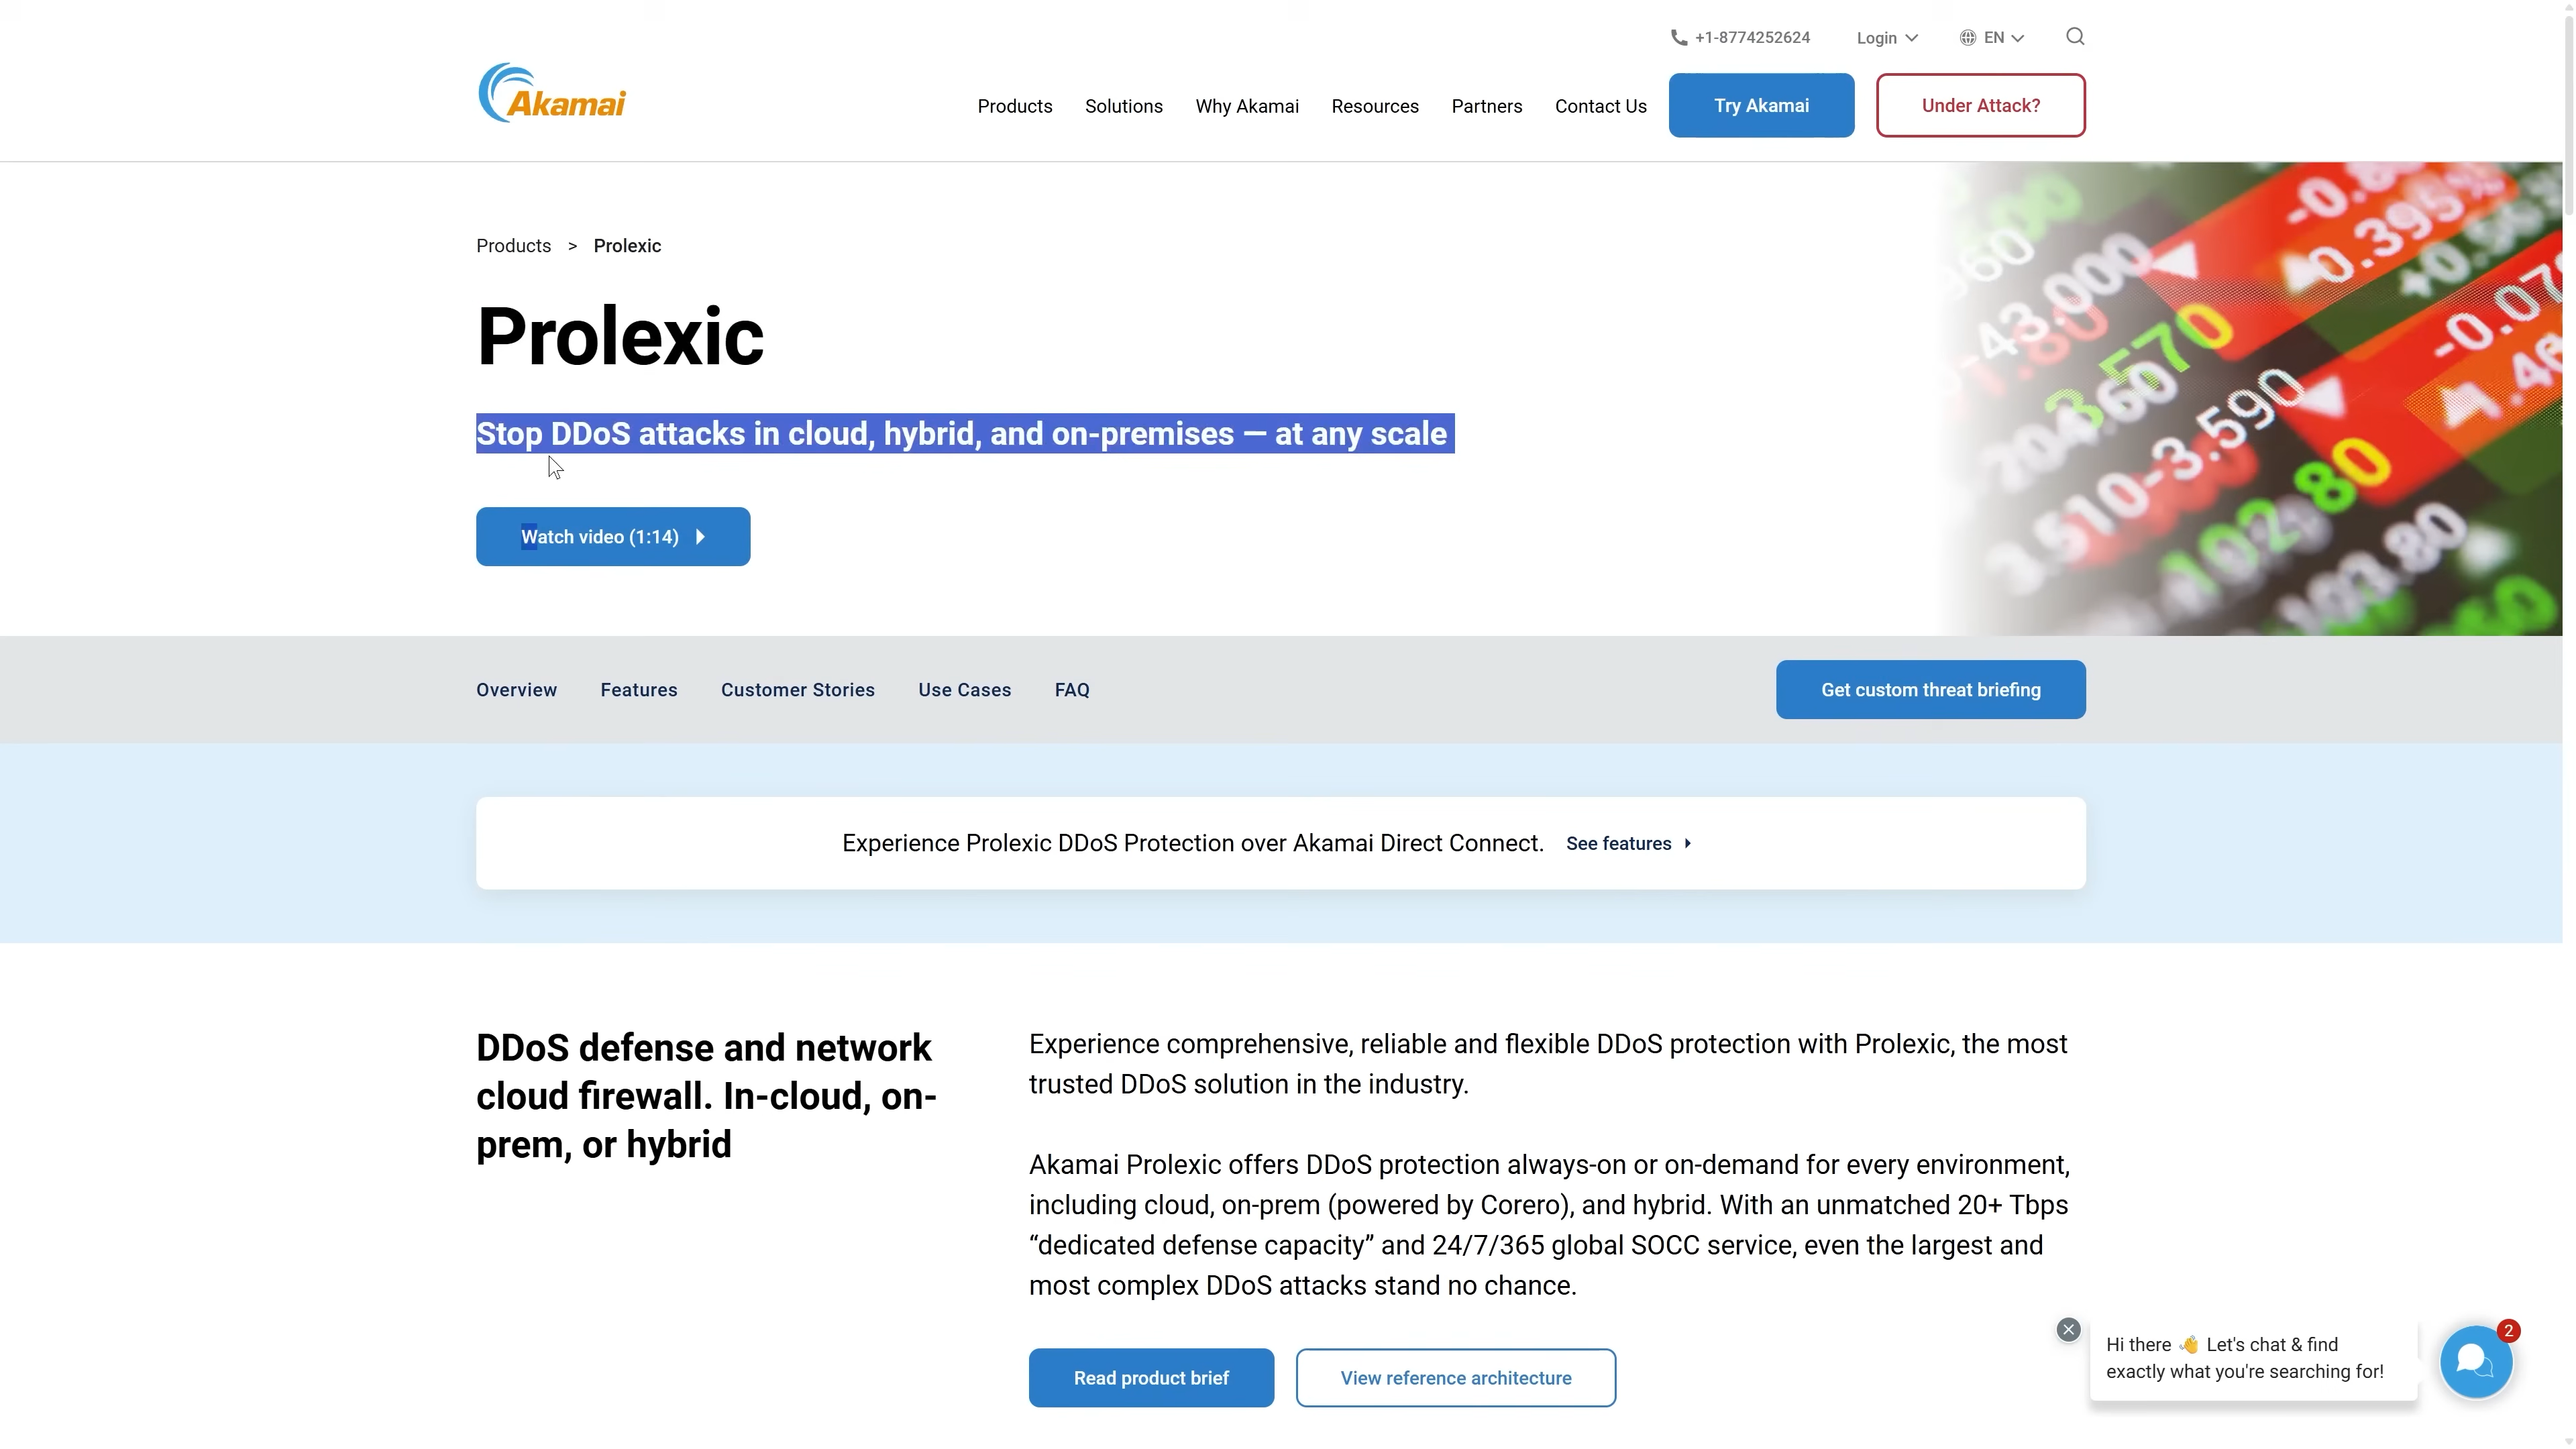 +1-8774252624 Login EN
Akamai
Products Solutions Why Akamai Resources Partners Contact Us Try Akamai Under Attack?
Products > Prolexic
Prolexic
Stop DDoS attacks in cloud, hybrid, and on-premises — at any scale
Watch video (1:14)
Overview Features Customer Stories Use Cases FAQ Get custom threat briefing
Experience Prolexic DDoS Protection over Akamai Direct Connect. See features
DDoS defense and network
cloud firewall. In-cloud, on-
prem, or hybrid
Experience comprehensive, reliable and flexible DDoS protection with Prolexic, the most
trusted DDoS solution in the industry.
Akamai Prolexic offers DDoS protection always-on or on-demand for every environment,
including cloud, on-prem (powered by Corero), and hybrid. With an unmatched 20+ Tbps
“dedicated defense capacity” and 24/7/365 global SOCC service, even the largest and
most complex DDoS attacks stand no chance.
Read product brief View reference architecture
Hi there 👋 Let's chat & find
exactly what you're searching for!
2